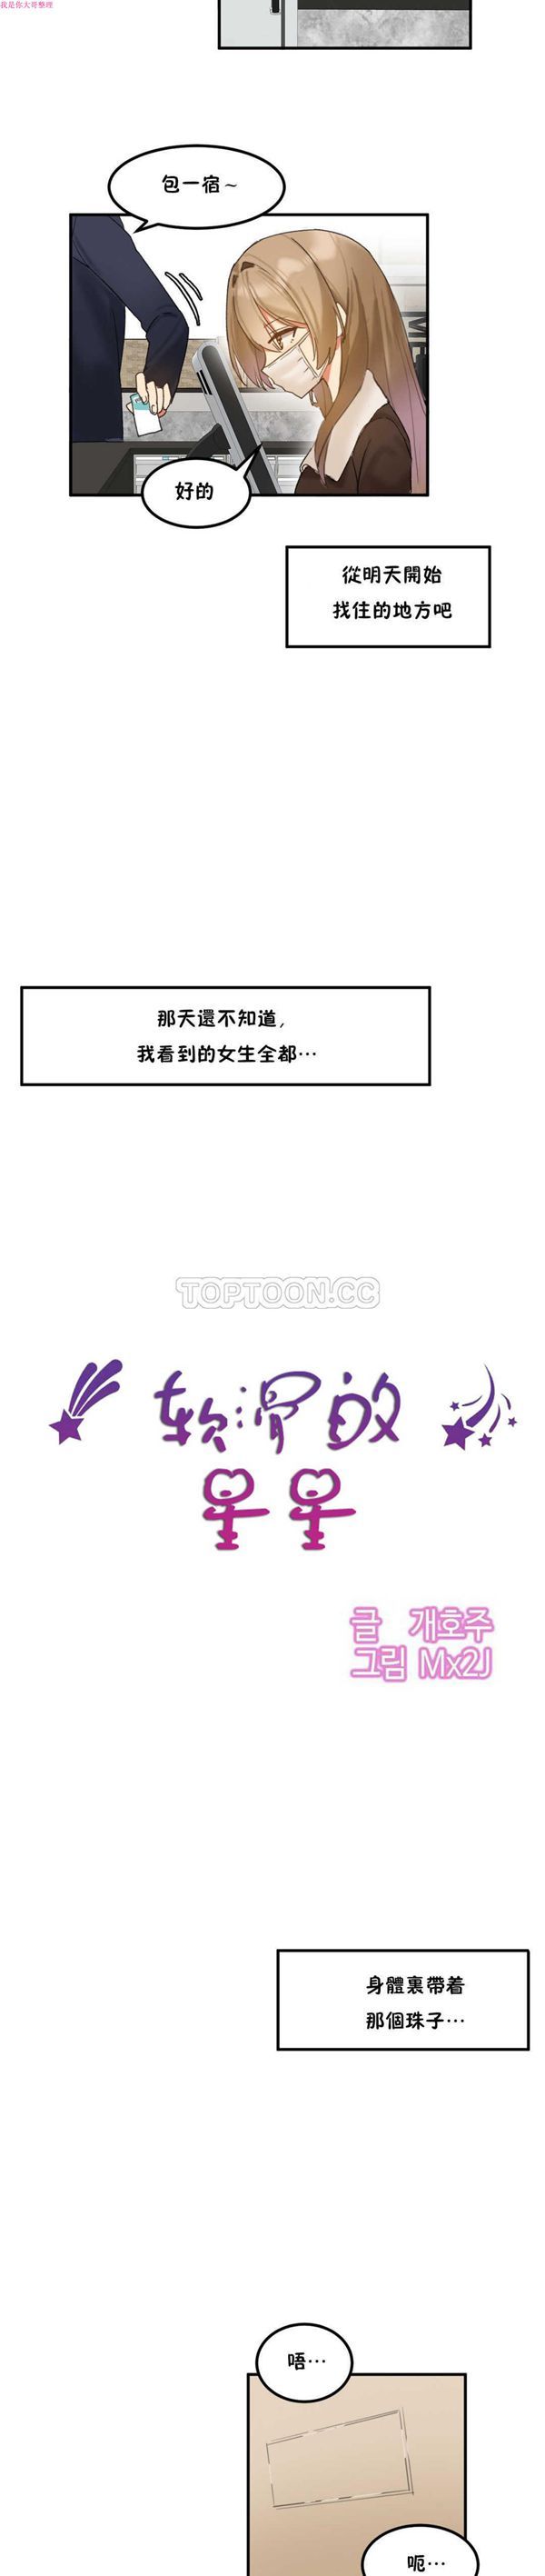 我是你大哥整理
包一宿～
好的
從明天開始
找住的地方吧
那天還不知道,
我看到的女生全都…
TOPTOON.CC
软滑的
星星
글 개호주
그림 Mx2J
身體裏帶着
那個珠子…
唔…
呃…